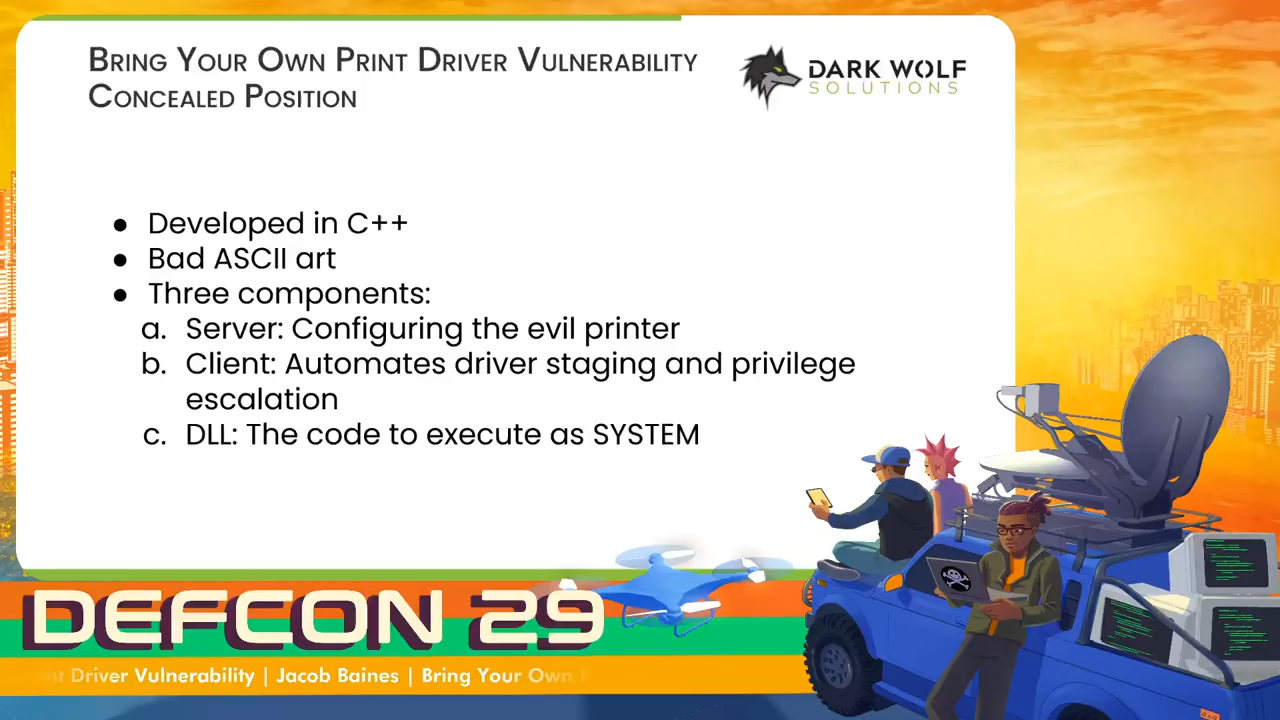 Bring Your Own Print Driver Vulnerability
Concealed Position
DARK WOLF
SOLUTIONS
● Developed in C++
● Bad ASCII art
● Three components:
a. Server: Configuring the evil printer
b. Client: Automates driver staging and privilege
escalation
c. DLL: The code to execute as SYSTEM
DEFCON 29
nt Driver Vulnerability | Jacob Baines | Bring Your Own